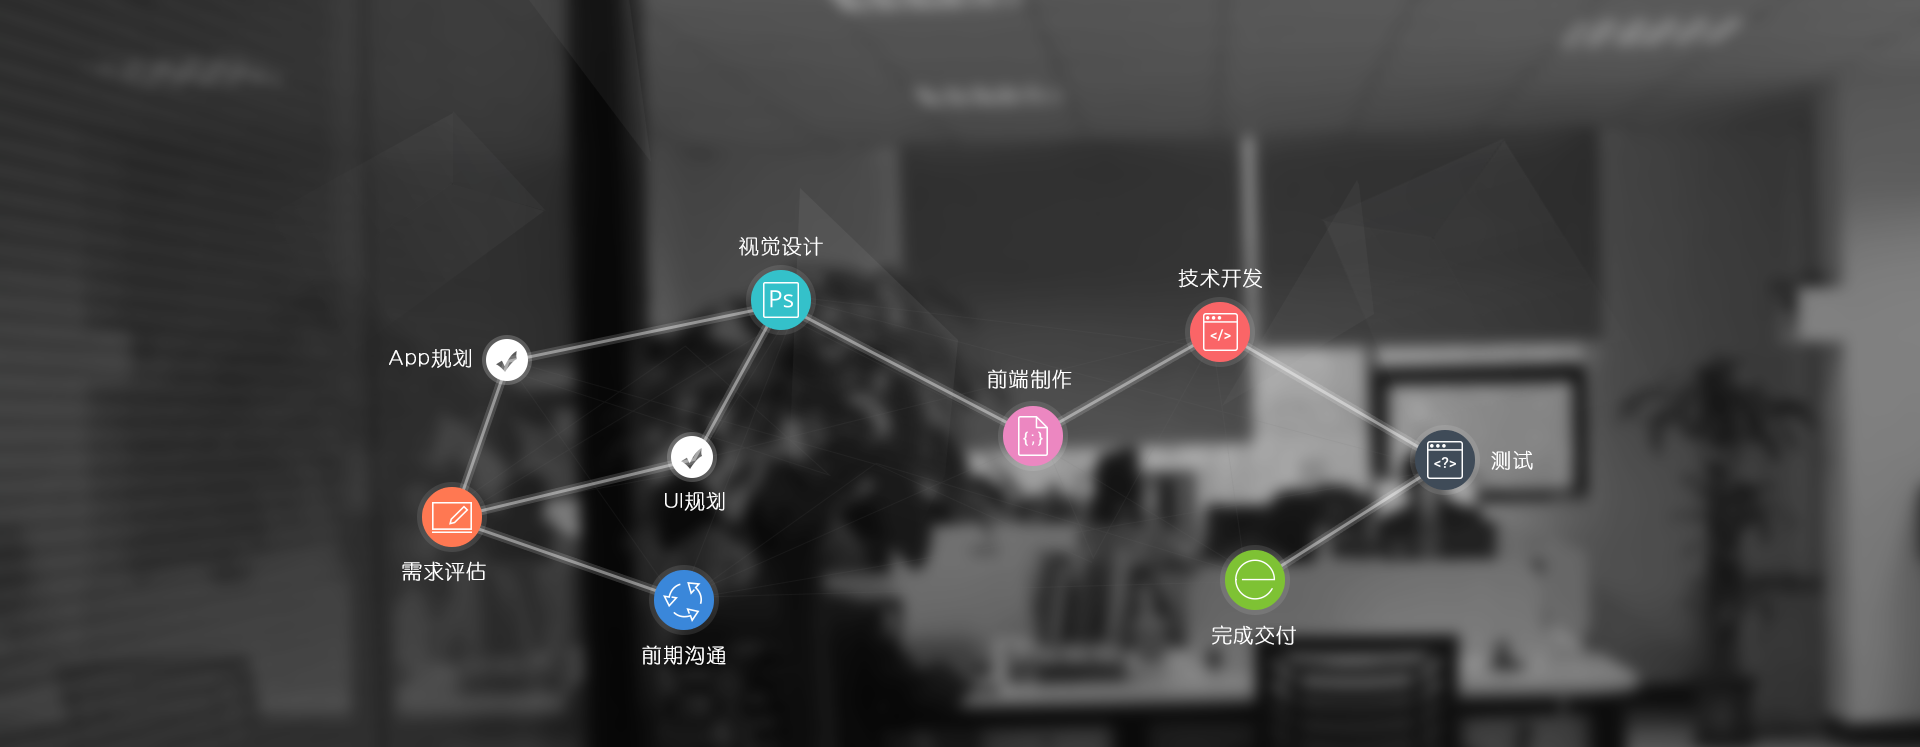 视觉设计
Ps
技术开发
</>
App规划
前端制作
{;}
UI规划
<?>
测试
需求评估
前期沟通
完成交付